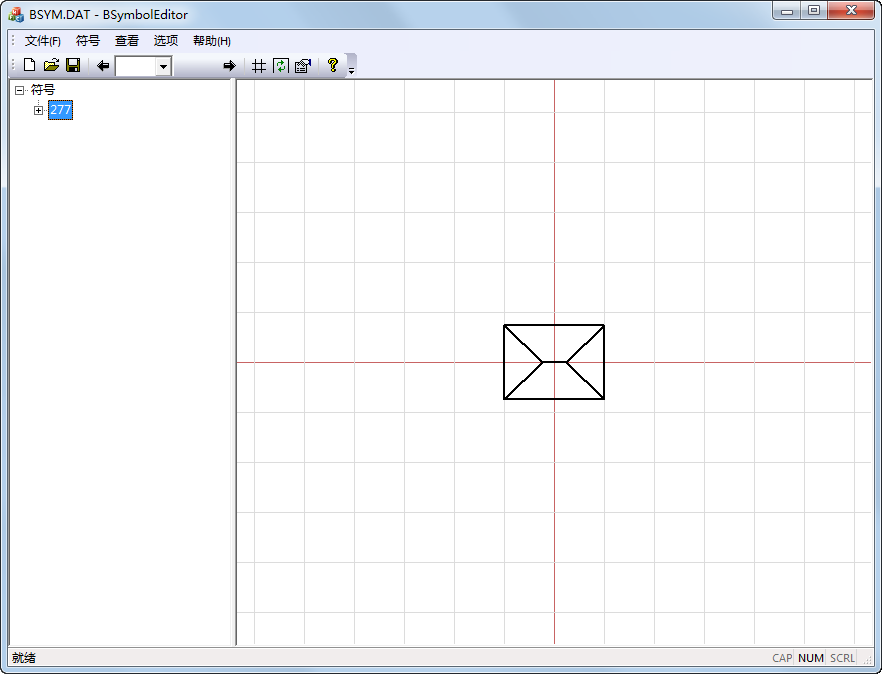 BSYM.DAT - BSymbolEditor
文件(F) 符号 查看 选项 帮助(H)
符号
277
就绪 CAP NUM SCRL